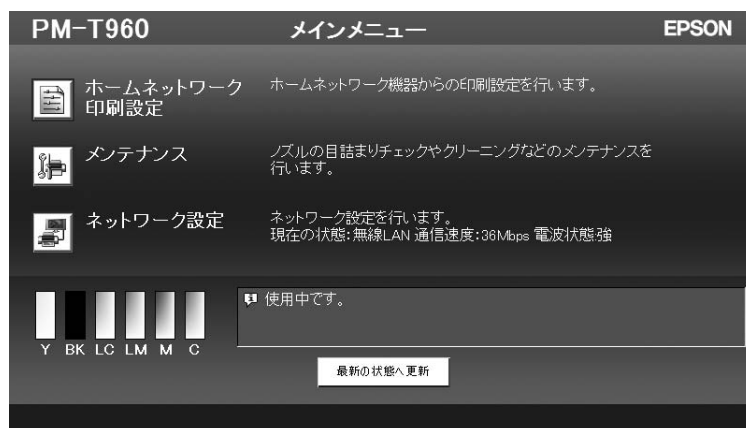 PM-T960 メインメニュー EPSON
ホームネットワーク
印刷設定
ホームネットワーク機器からの印刷設定を行います。
メンテナンス
ノズルの目詰まりチェックやクリーニングなどのメンテナンスを
行います。
ネットワーク設定
ネットワーク設定を行います。
現在の状態:無線LAN 通信速度:36Mbps 電波状態:強
使用中です。
Y BK LC LM M C
最新の状態へ更新